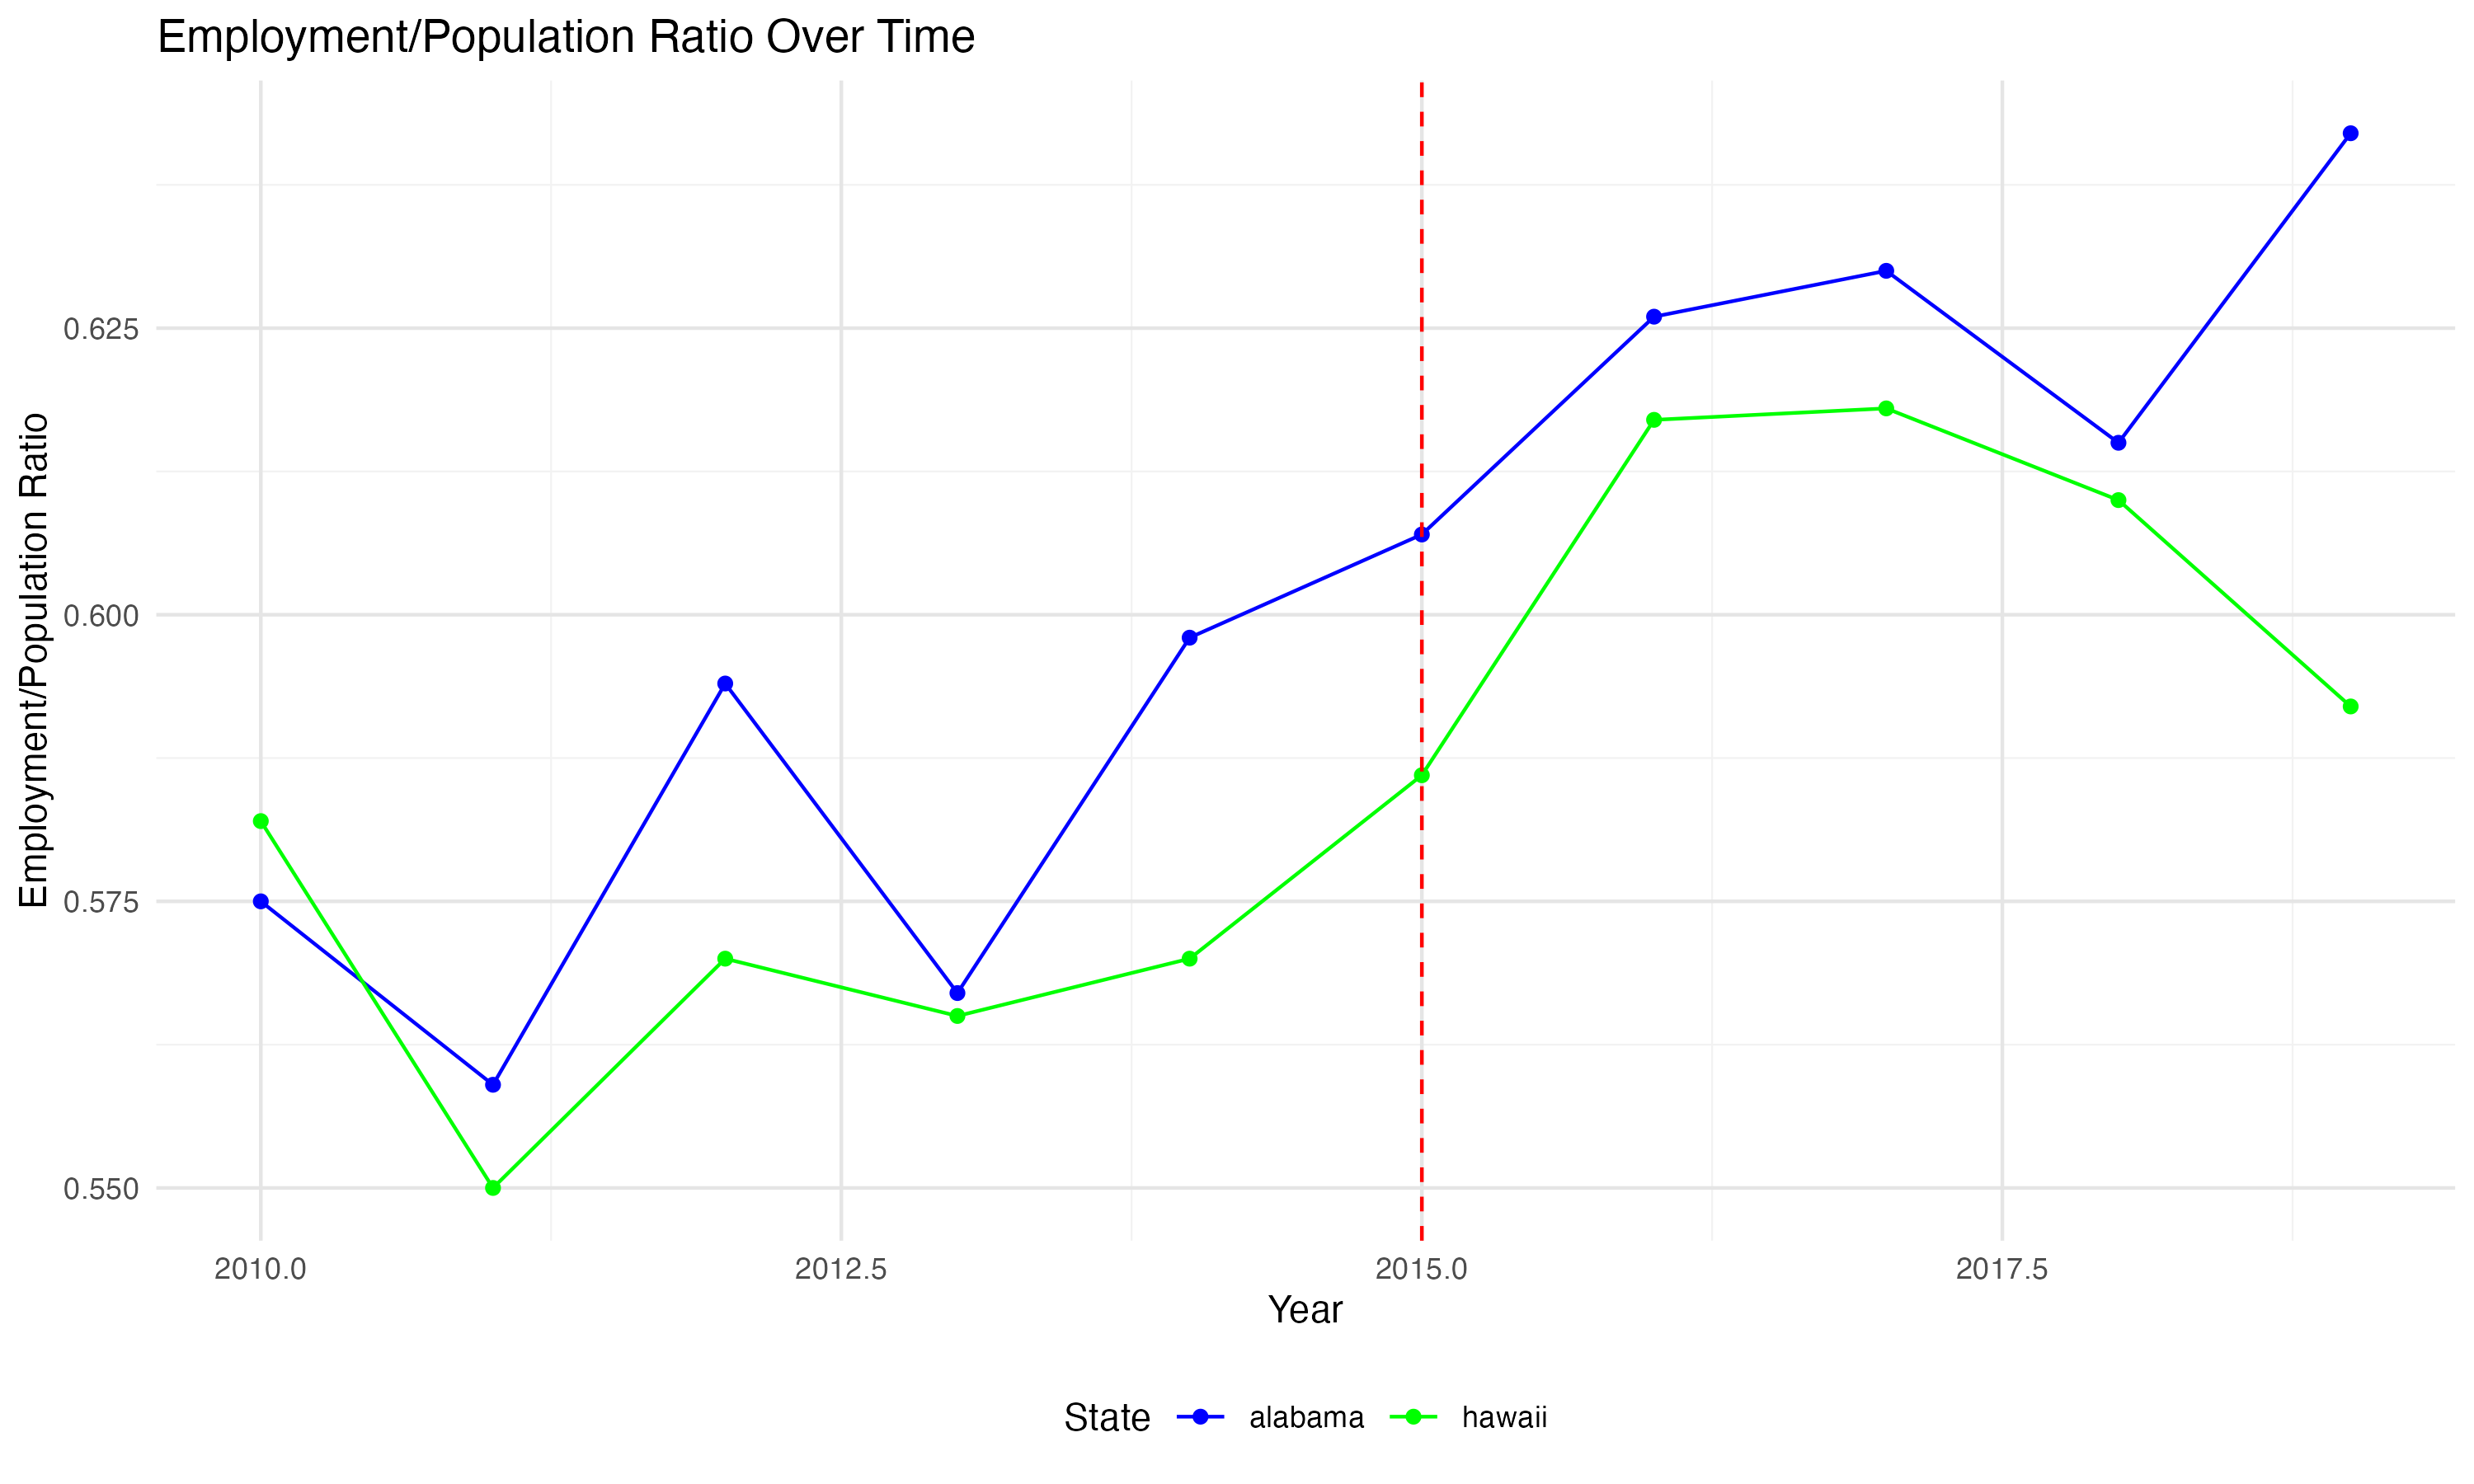 Employment/Population Ratio Over Time
Employment/Population Ratio
0.625
0.600
0.575
0.550
2010.0 2012.5 2015.0 2017.5
Year
State alabama hawaii